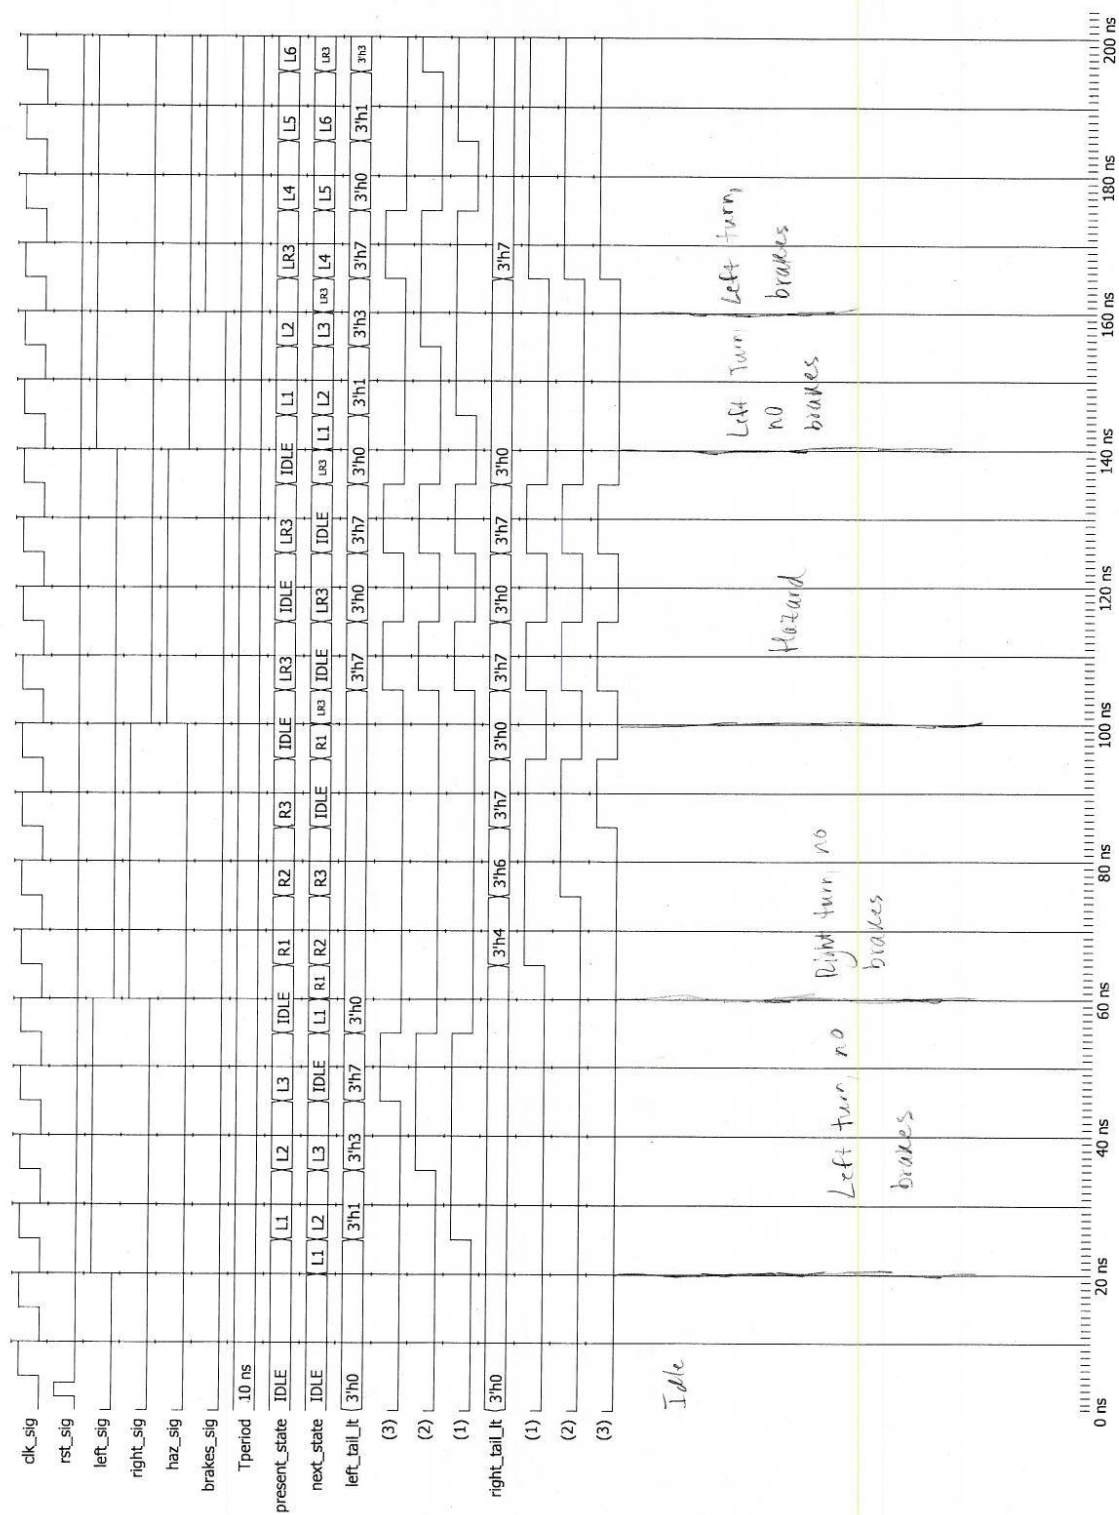 clk_sig
rst_sig
left_sig
right_sig
haz_sig
brakes_sig
Tperiod 10 ns
present_state IDLE L1 L2 L3 IDLE R1 R2 R3 IDLE LR3 IDLE LR3 IDLE L1 L2 LR3 L4 L5 L6
next_state IDLE L1 L2 L3 IDLE L1 R1 R2 R3 IDLE R1 LR3 IDLE LR3 IDLE LR3 L1 L2 L3 LR3 L4 L5 L6 LR3
left_tail_lt 3'h0 3'h1 3'h3 3'h7 3'h0 3'h7 3'h0 3'h7 3'h0 3'h1 3'h3 3'h7 3'h0 3'h1 3'h3
(3)
(2)
(1)
right_tail_lt 3'h0 3'h4 3'h6 3'h7 3'h0 3'h7 3'h0 3'h7 3'h0 3'h7
(1)
(2)
(3)
Idle
Left turn, no
brakes
Right turn, no
brakes
Hazard
Left Turn,
no
brakes
Left turn,
brakes
0 ns 20 ns 40 ns 60 ns 80 ns 100 ns 120 ns 140 ns 160 ns 180 ns 200 ns